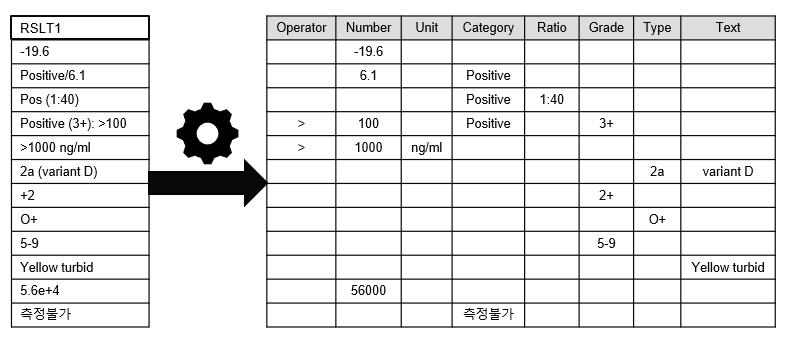 RSLT1
-19.6
Positive/6.1
Pos (1:40)
Positive (3+): >100
>1000 ng/ml
2a (variant D)
+2
O+
5-9
Yellow turbid
5.6e+4
측정불가
Operator Number Unit Category Ratio Grade Type Text
-19.6
6.1 Positive
Positive 1:40
> 100 Positive 3+
> 1000 ng/ml
2a variant D
2+
O+
5-9
Yellow turbid
56000
측정불가